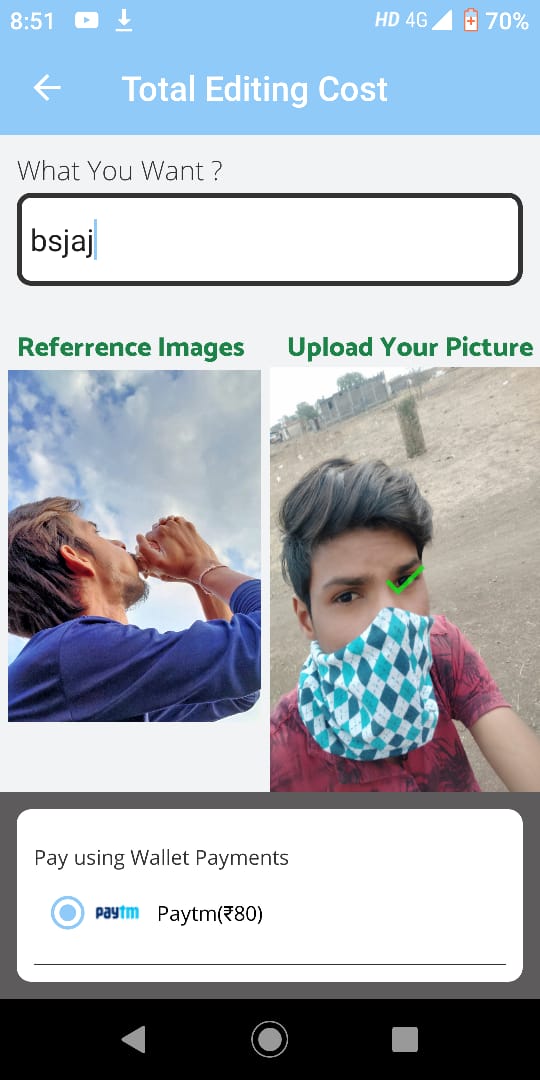 8:51 HD 4G 70%
Total Editing Cost
What You Want ?
bsjaj
Referrence Images Upload Your Picture
Pay using Wallet Payments
paytm Paytm(₹80)